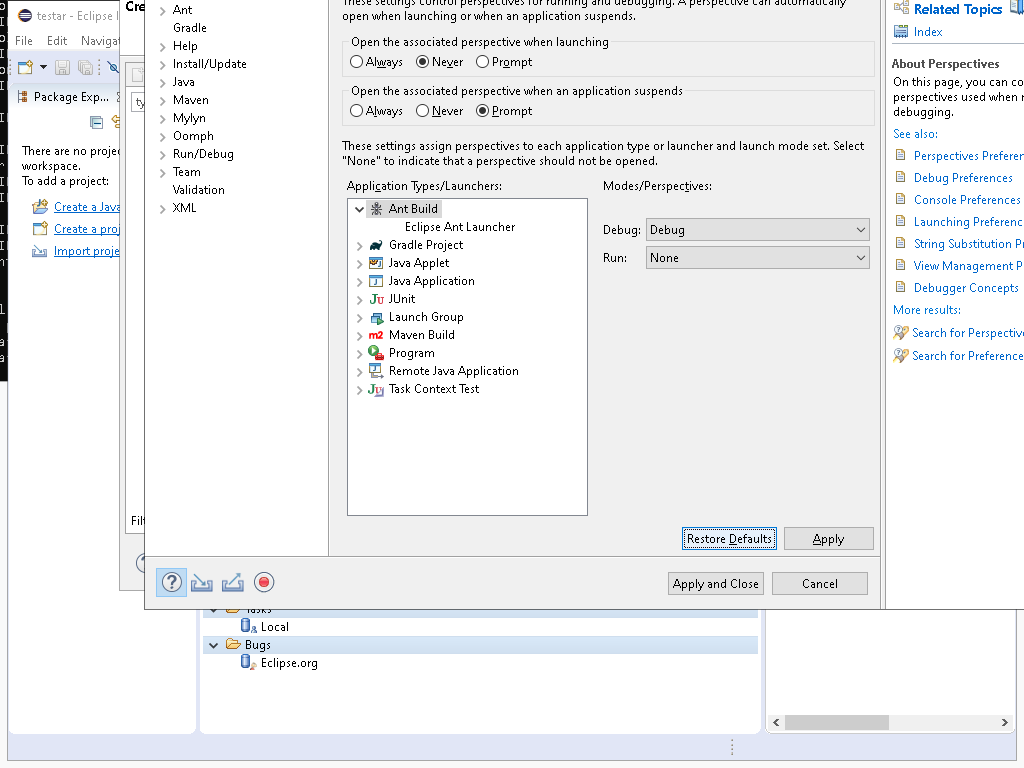 testar - Eclipse I
File Edit Navigat
Package Exp...
There are no proje
workspace.
To add a project:
Create a Java
Create a proj
Import proje
Cre
ty
Filt
Ant
Gradle
Help
Install/Update
Java
Maven
Mylyn
Oomph
Run/Debug
Team
Validation
XML
These settings control perspectives for running and debugging. A perspective can automatically
open when launching or when an application suspends.
Open the associated perspective when launching
Always Never Prompt
Open the associated perspective when an application suspends
Always Never Prompt
These settings assign perspectives to each application type or launcher and launch mode set. Select
"None" to indicate that a perspective should not be opened.
Application Types/Launchers:
Ant Build
Eclipse Ant Launcher
Gradle Project
Java Applet
Java Application
JUnit
Launch Group
Maven Build
Program
Remote Java Application
Task Context Test
Modes/Perspectives:
Debug: Debug
Run: None
Restore Defaults Apply
Apply and Close Cancel
Related Topics
Index
About Perspectives
On this page, you can co
perspectives used when r
debugging.
See also:
Perspectives Preferen
Debug Preferences
Console Preferences
Launching Preferenc
String Substitution Pr
View Management P
Debugger Concepts
More results:
Search for Perspective
Search for Preference
Tasks
Local
Bugs
Eclipse.org